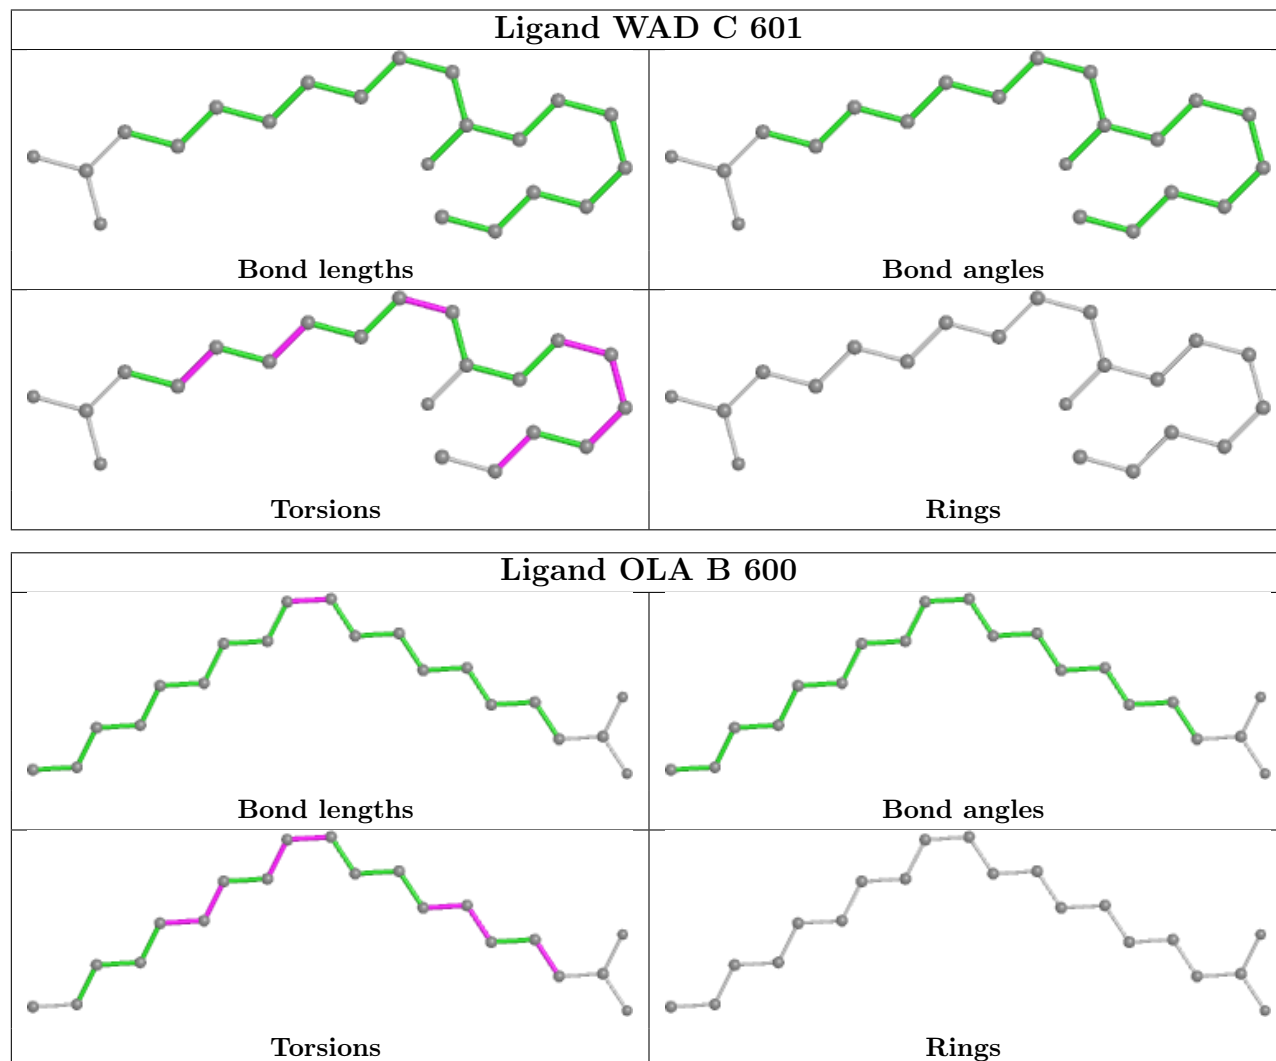 Ligand WAD C 601
Bond lengths
Bond angles
Torsions
Rings
Ligand OLA B 600
Bond lengths
Bond angles
Torsions
Rings